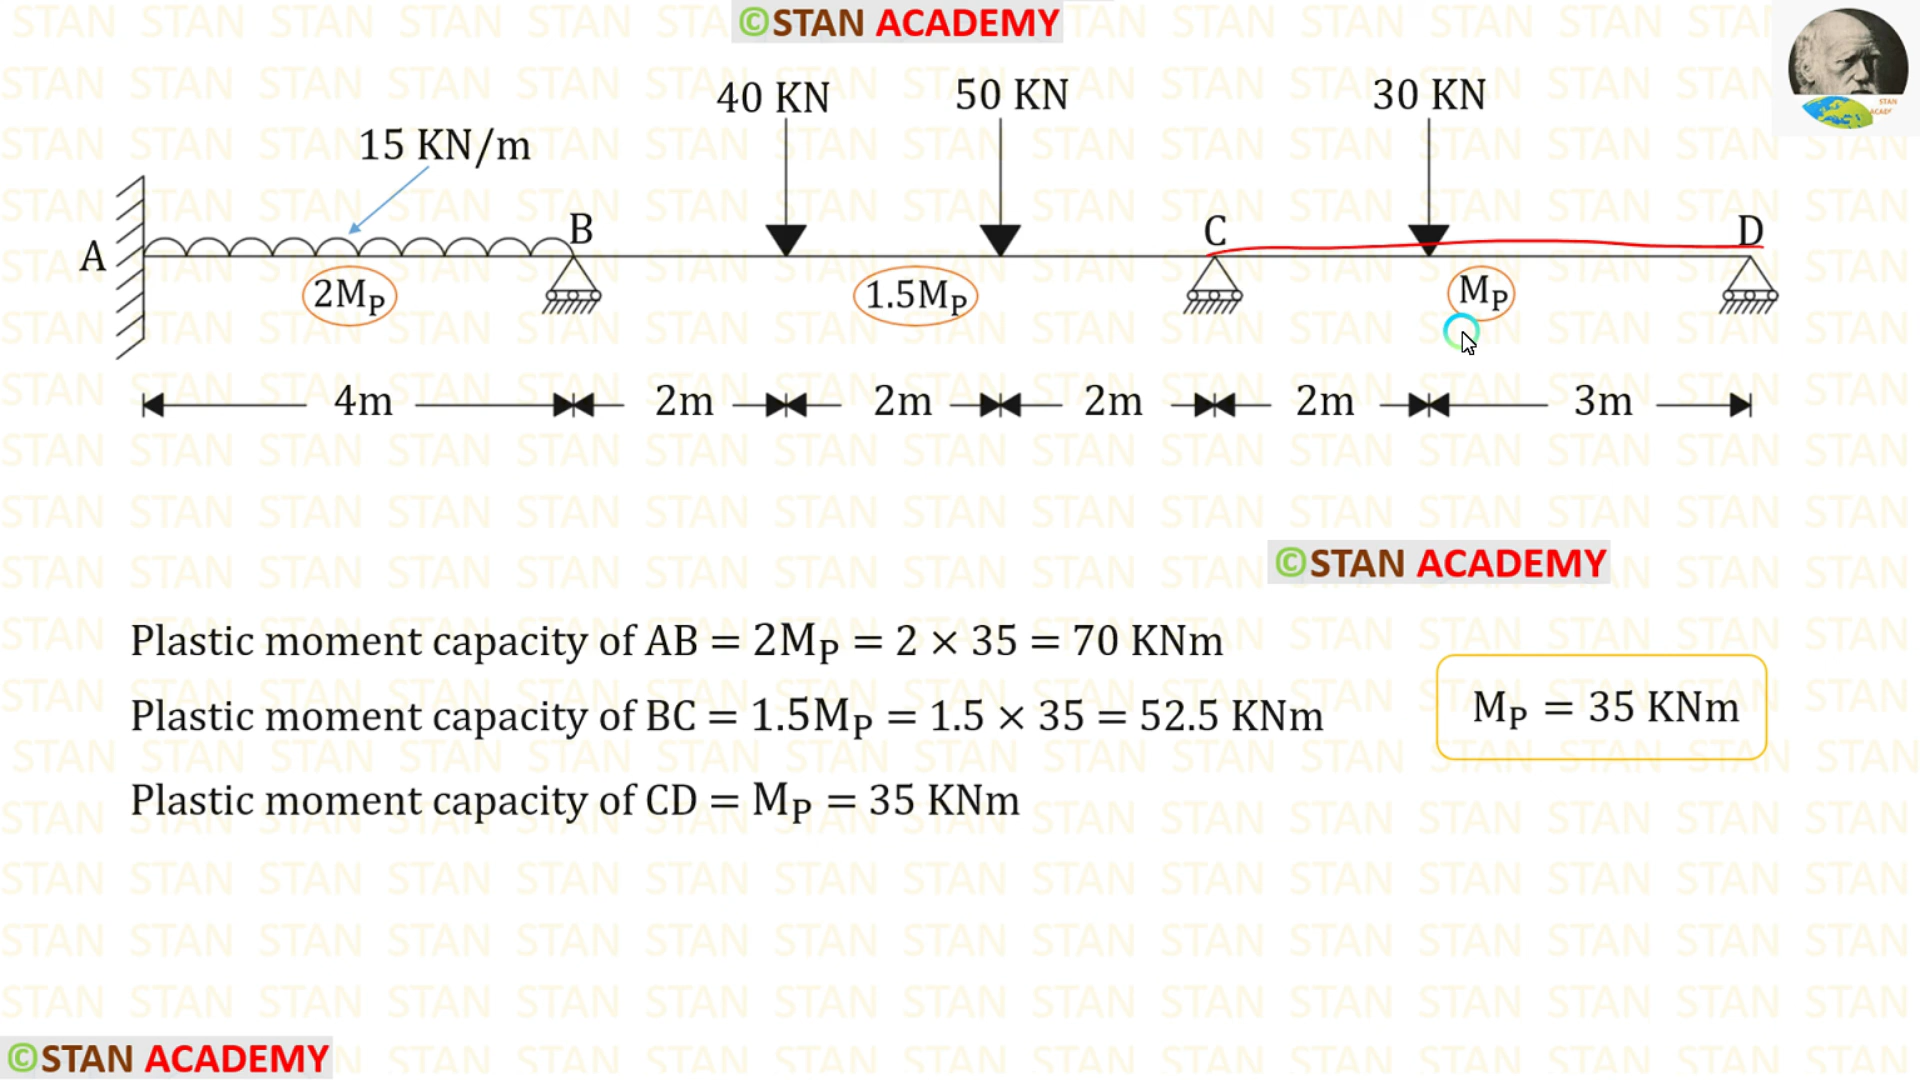 ©STAN ACADEMY
40 KN
50 KN
30 KN
STAN
15 KN/m
A
B
C
D
2Mₚ
1.5Mₚ
Mₚ
4m
2m
2m
2m
2m
3m
©STAN ACADEMY
Plastic moment capacity of AB = 2Mₚ = 2 × 35 = 70 KNm
Plastic moment capacity of BC = 1.5Mₚ = 1.5 × 35 = 52.5 KNm
Mₚ = 35 KNm
Plastic moment capacity of CD = Mₚ = 35 KNm
©STAN ACADEMY